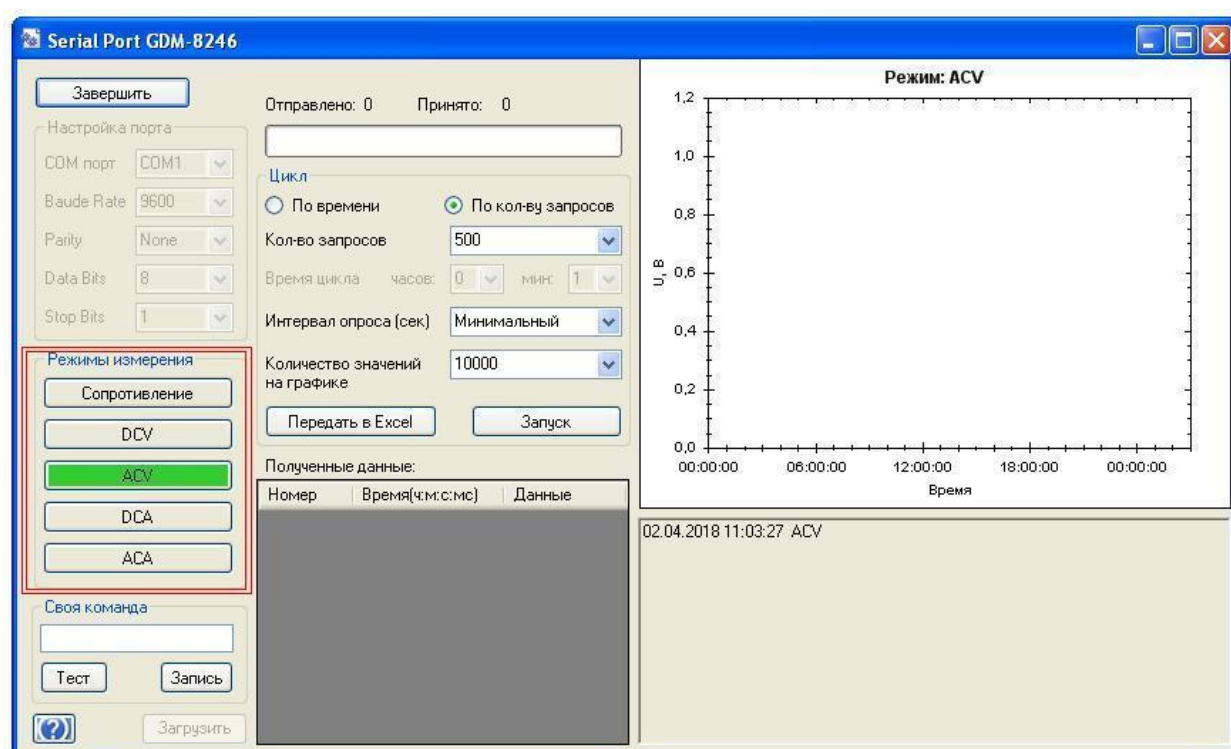 Serial Port GDM-8246
Завершить
Настройка порта
COM порт COM1
Baude Rate 9600
Parity None
Data Bits 8
Stop Bits 1
Режимы измерения
Сопротивление
DCV
ACV
DCA
ACA
Своя команда
Тест Запись
Загрузить
Отправлено: 0 Принято: 0
Цикл
По времени По кол-ву запросов
Кол-во запросов 500
Время цикла часов: 0 мин: 1
Интервал опроса (сек) Минимальный
Количество значений 10000
на графике
Передать в Excel Запуск
Полученные данные:
Номер Время(ч:м:с:мс) Данные
Режим: ACV
1,2
1,0
0,8
0,6
0,4
0,2
0,0
U, В
00:00:00 06:00:00 12:00:00 18:00:00 00:00:00
Время
02.04.2018 11:03:27 ACV